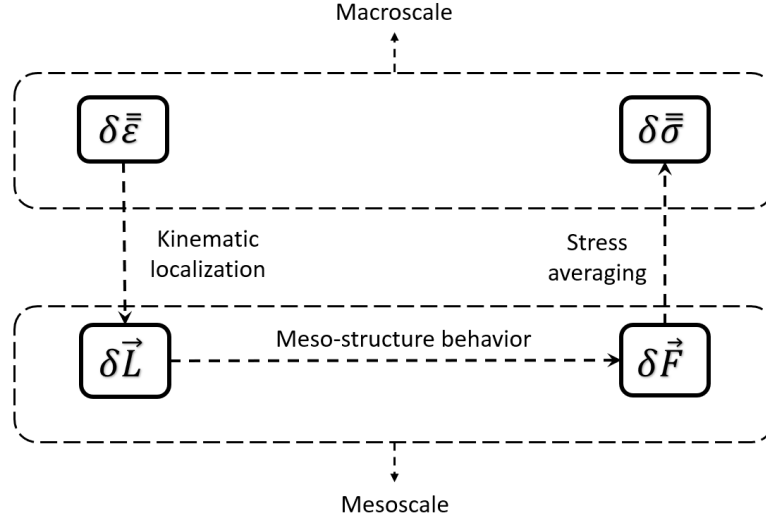 Macroscale
δε̿
δσ̿
Kinematic
localization
Stress
averaging
Meso-structure behavior
δL⃗
δF⃗
Mesoscale